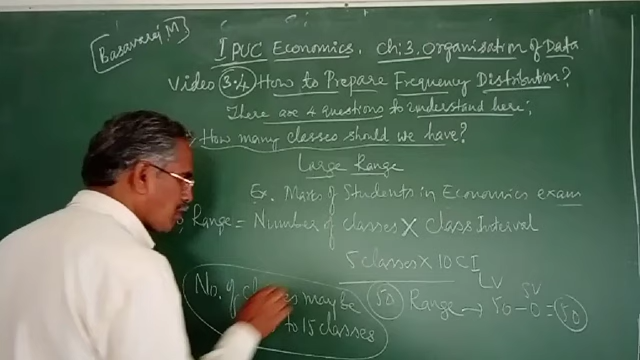 Basavaraj M
I PUC Economics. Ch:3. Organisation of Data
Video 3.4 How to Prepare Frequency Distribution?
There are 4 questions to understand here;
How many classes should we have?
Large Range
Ex. Marks of Students in Economics exam
Range = Number of classes X Class Interval
5 classes X 10 CI
LV SV
No. of may be 50 Range → 50 - 0 = 50
to 15 classes